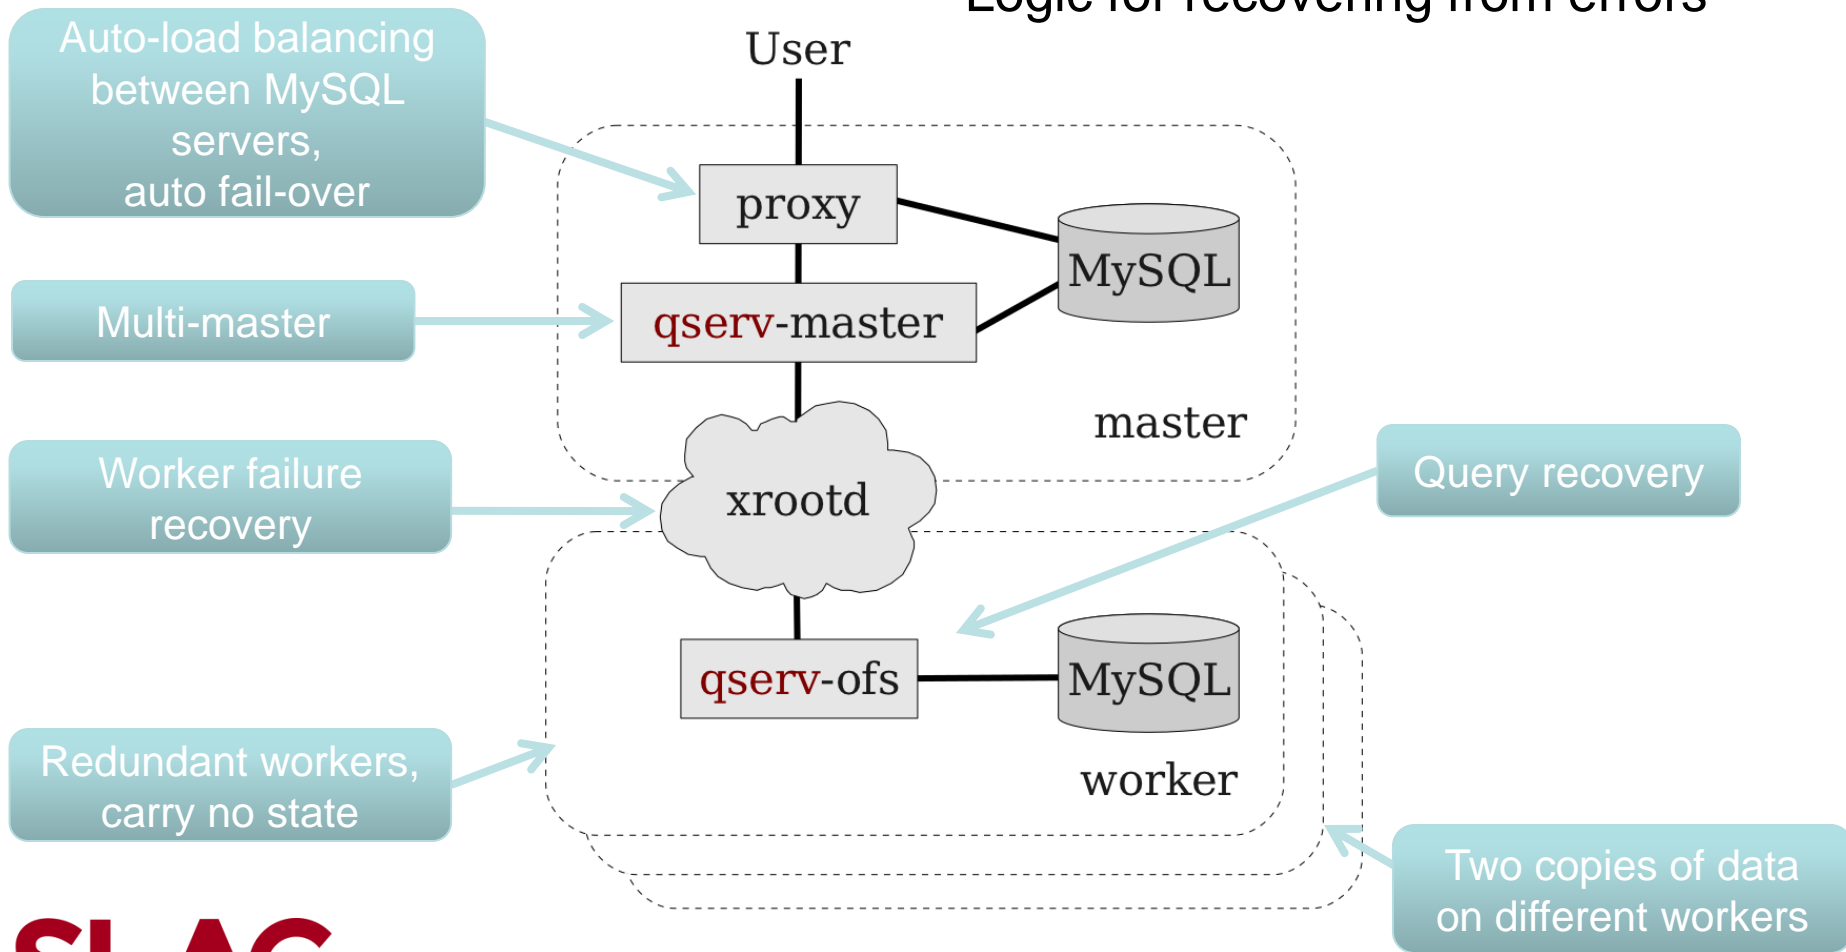 Logic for recovering from errors
Auto-load balancing
between MySQL
servers,
auto fail-over
User
proxy
MySQL
Multi-master
qserv-master
master
Worker failure
recovery
xrootd
Query recovery
qserv-ofs
MySQL
worker
Redundant workers,
carry no state
Two copies of data
on different workers
SLAC